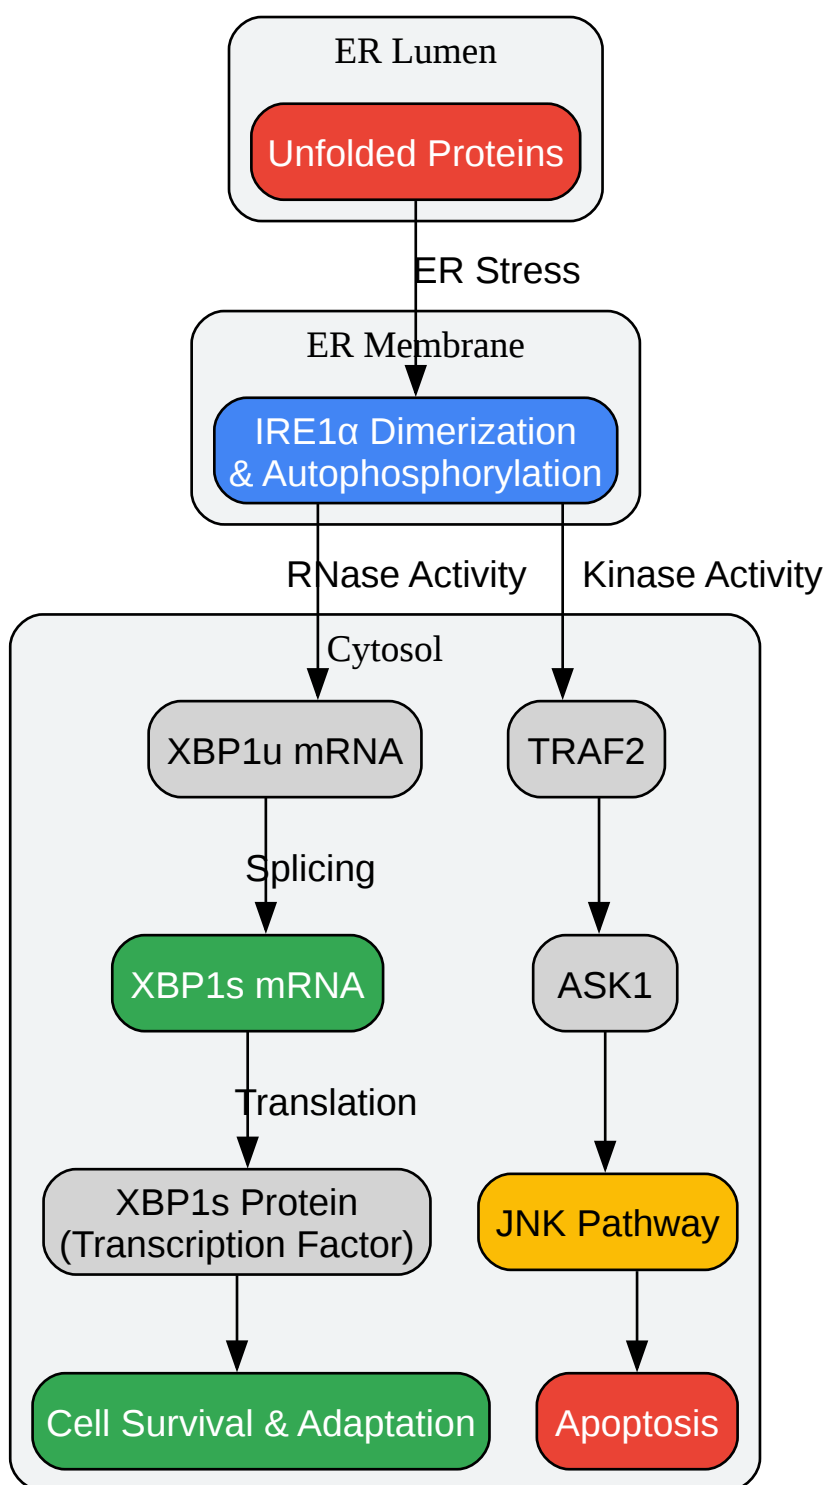 ER Lumen
Unfolded Proteins
ER Stress
ER Membrane
IRE1α Dimerization
& Autophosphorylation
RNase Activity
Kinase Activity
Cytosol
XBP1u mRNA
TRAF2
Splicing
XBP1s mRNA
ASK1
Translation
XBP1s Protein
(Transcription Factor)
JNK Pathway
Cell Survival & Adaptation
Apoptosis